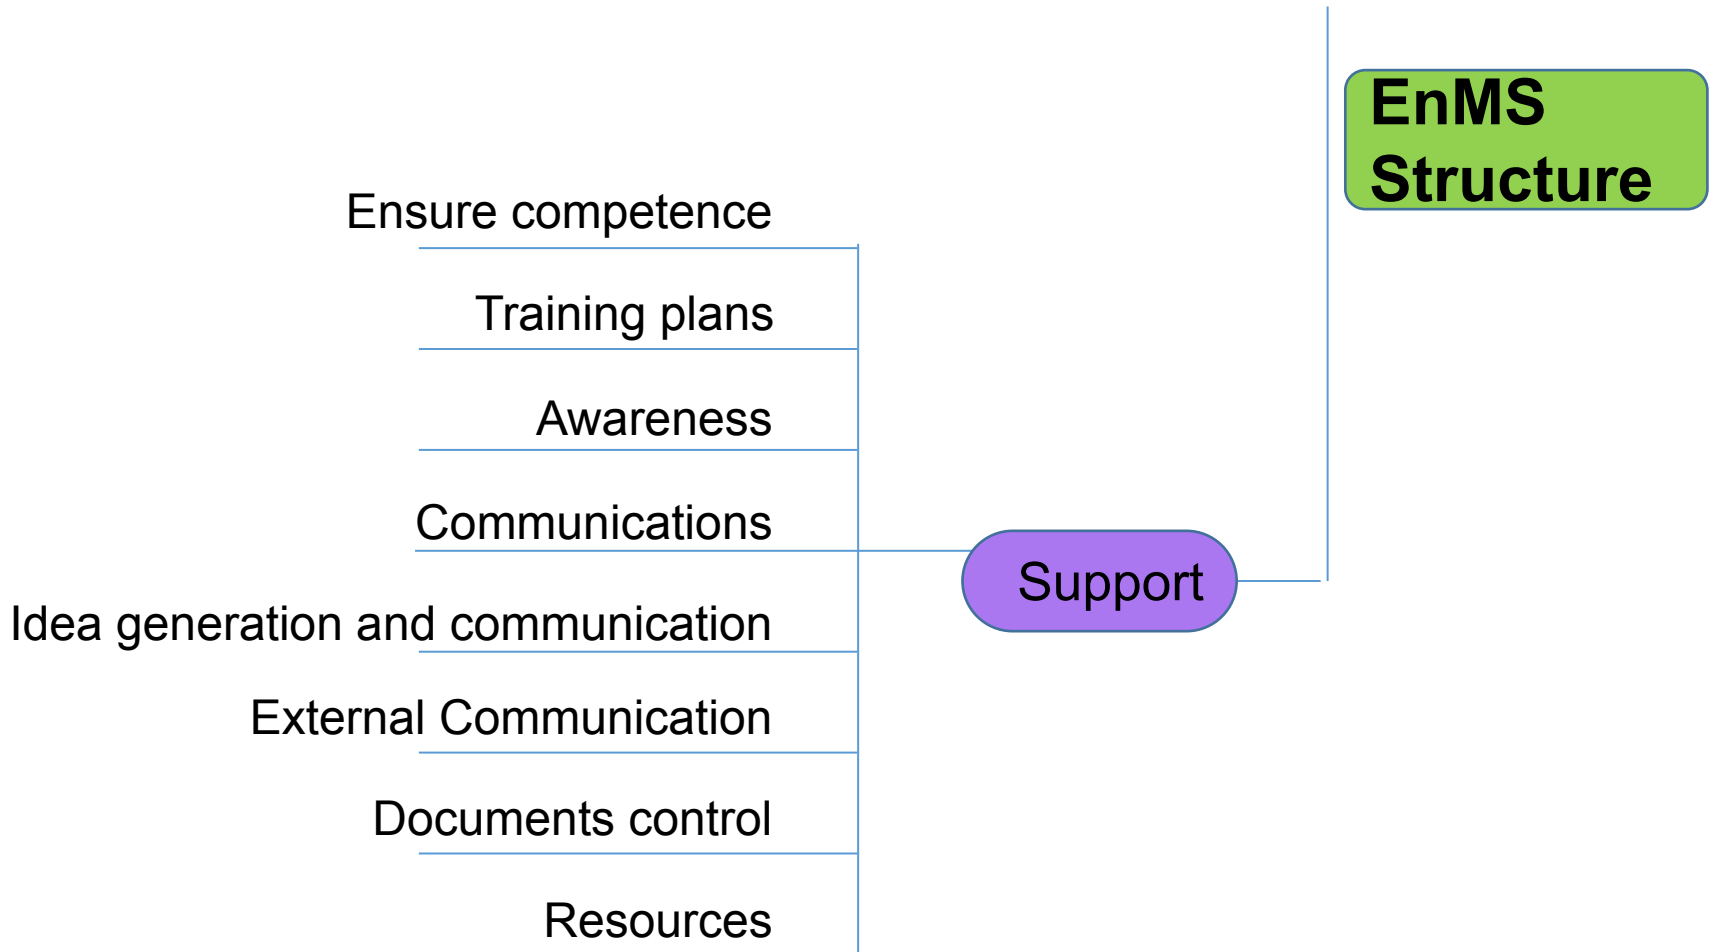 EnMS
Structure
Ensure competence
Training plans
Awareness
Communications
Support
Idea generation and communication
External Communication
Documents control
Resources